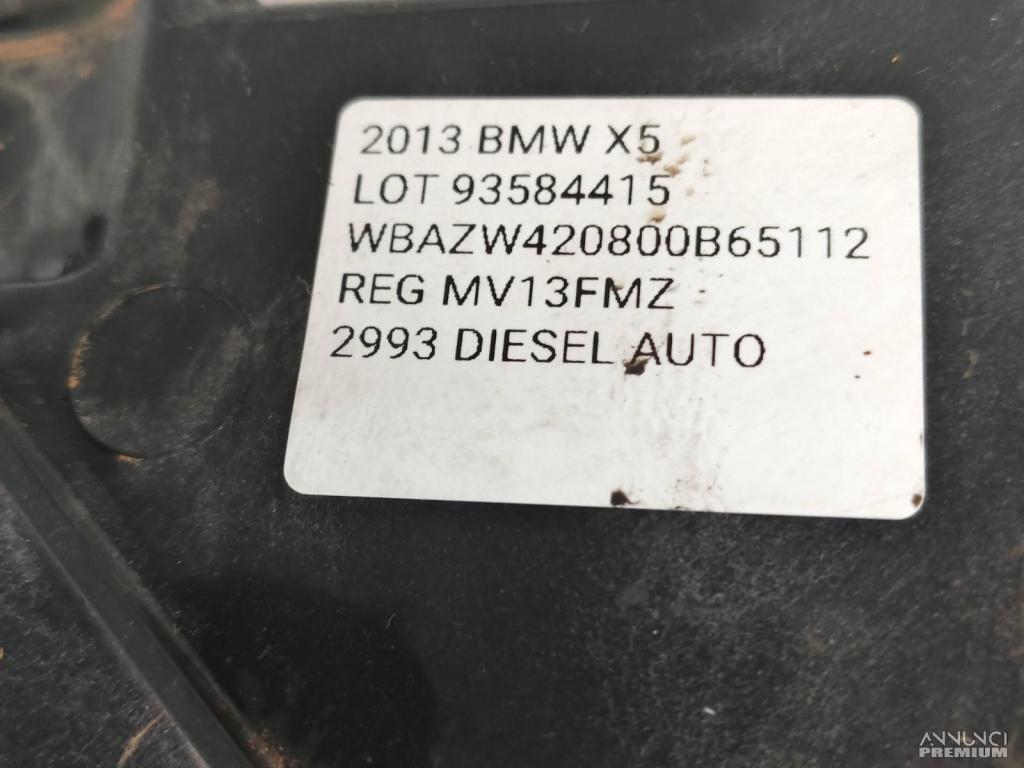 2013 BMW X5
LOT 93584415
WBAZW420800B65112
REG MV13FMZ
2993 DIESEL AUTO
ANNUNCI
PREMIUM